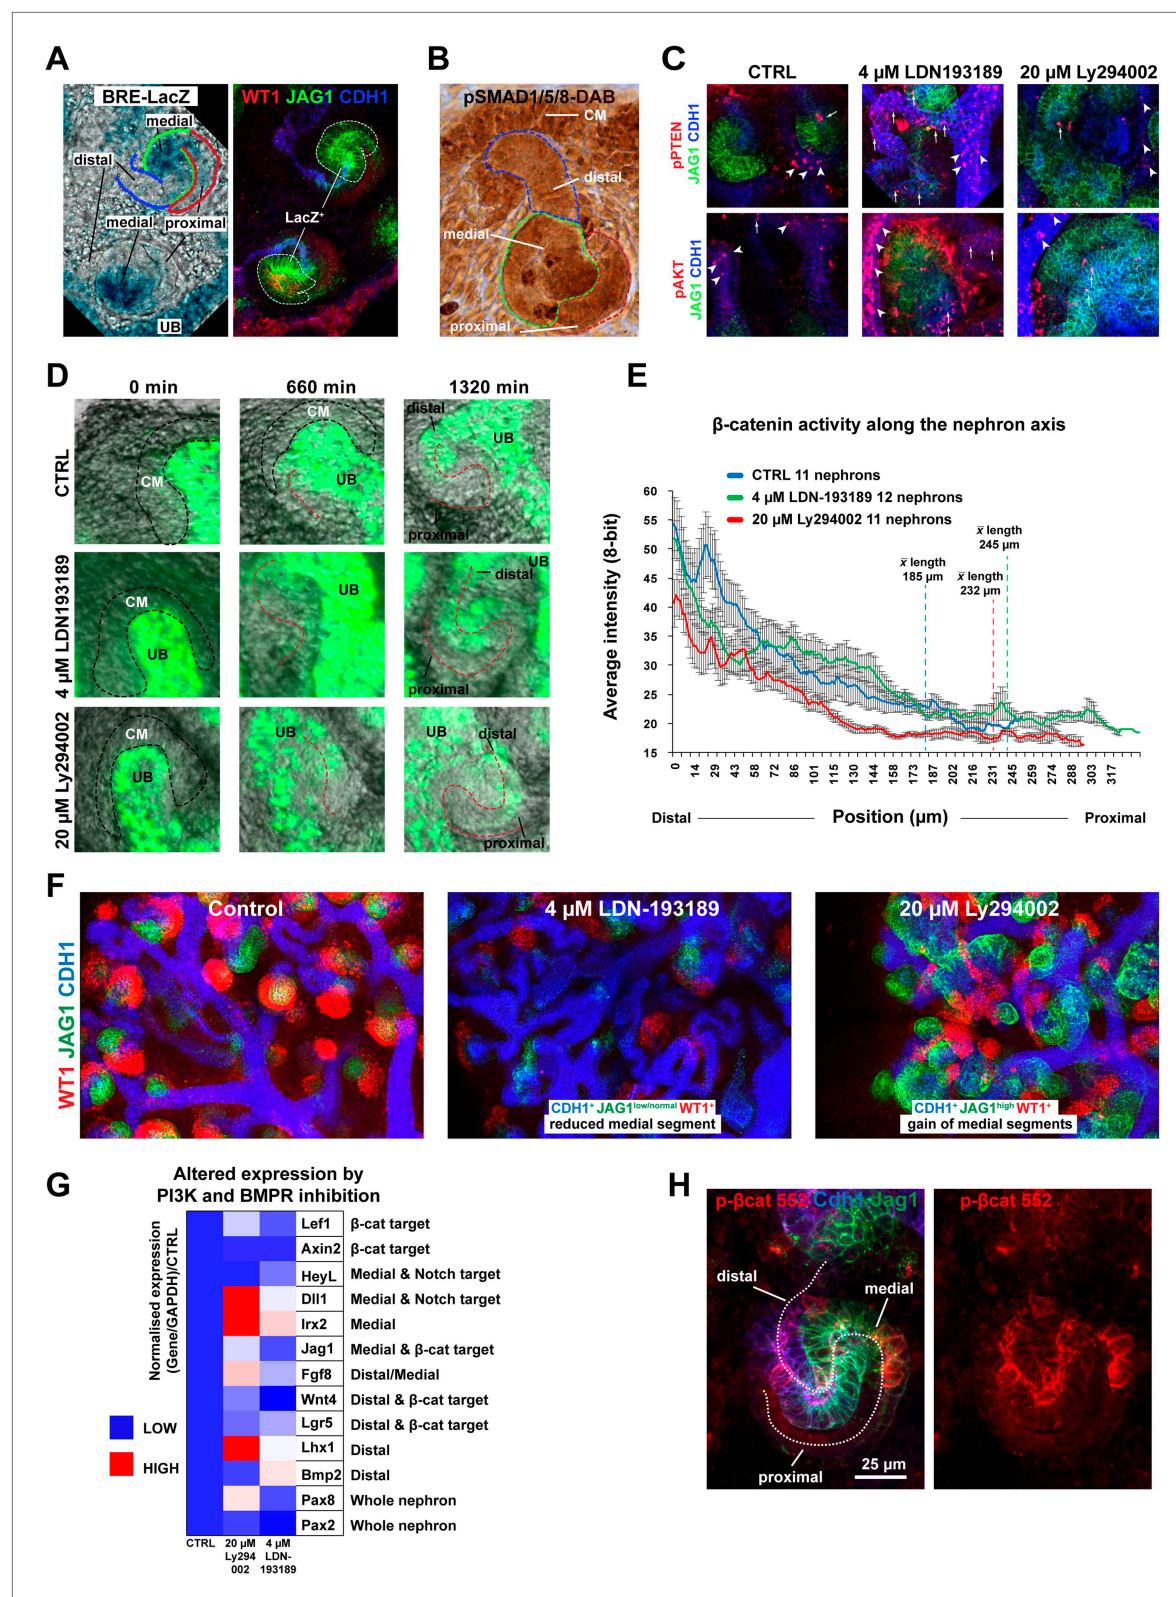 A
BRE-LacZ
medial
distal
medial
proximal
UB
WT1 JAG1 CDH1
LacZ⁺
B
pSMAD1/5/8-DAB
CM
distal
medial
proximal
C
CTRL
4 µM LDN193189
20 µM Ly294002
pPTEN
JAG1 CDH1
pAKT
JAG1 CDH1
D
0 min
660 min
1320 min
CTRL
CM
CM
UB
distal
UB
proximal
4 µM LDN193189
CM
UB
UB
UB
distal
proximal
20 µM Ly294002
CM
UB
UB
UB
distal
proximal
E
β-catenin activity along the nephron axis
CTRL 11 nephrons
4 µM LDN-193189 12 nephrons
20 µM Ly294002 11 nephrons
x̅ length
185 µm
x̅ length
232 µm
x̅ length
245 µm
Average intensity (8-bit)
60
55
50
45
40
35
30
25
20
15
0 14 29 43 58 72 86 101 115 130 144 158 173 187 202 216 231 245 259 274 288 303 317
Distal
Position (µm)
Proximal
F
WT1 JAG1 CDH1
Control
4 µM LDN-193189
CDH1⁺ JAG1low/normal WT1⁺
reduced medial segment
20 µM Ly294002
CDH1⁺ JAG1high WT1⁺
gain of medial segments
G
Altered expression by
PI3K and BMPR inhibition
Normalised expression
(Gene/GAPDH)/CTRL
LOW
HIGH
Lef1 β-cat target
Axin2 β-cat target
HeyL Medial & Notch target
Dll1 Medial & Notch target
Irx2 Medial
Jag1 Medial & β-cat target
Fgf8 Distal/Medial
Wnt4 Distal & β-cat target
Lgr5 Distal & β-cat target
Lhx1 Distal
Bmp2 Distal
Pax8 Whole nephron
Pax2 Whole nephron
CTRL
20 µM
Ly294
002
4 µM
LDN-
193189
H
p-βcat 552 Cdh1 Jag1
distal
medial
proximal
25 µm
p-βcat 552